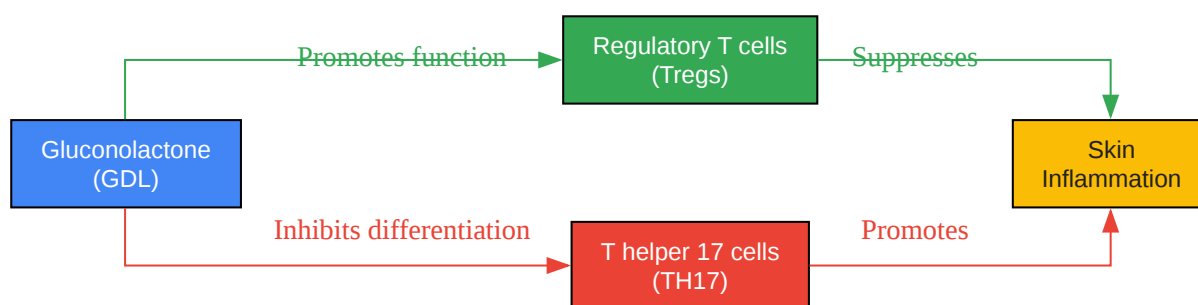 Promotes function
Regulatory T cells
(Tregs)
Suppresses
Gluconolactone
(GDL)
Skin
Inflammation
Inhibits differentiation
T helper 17 cells
(TH17)
Promotes